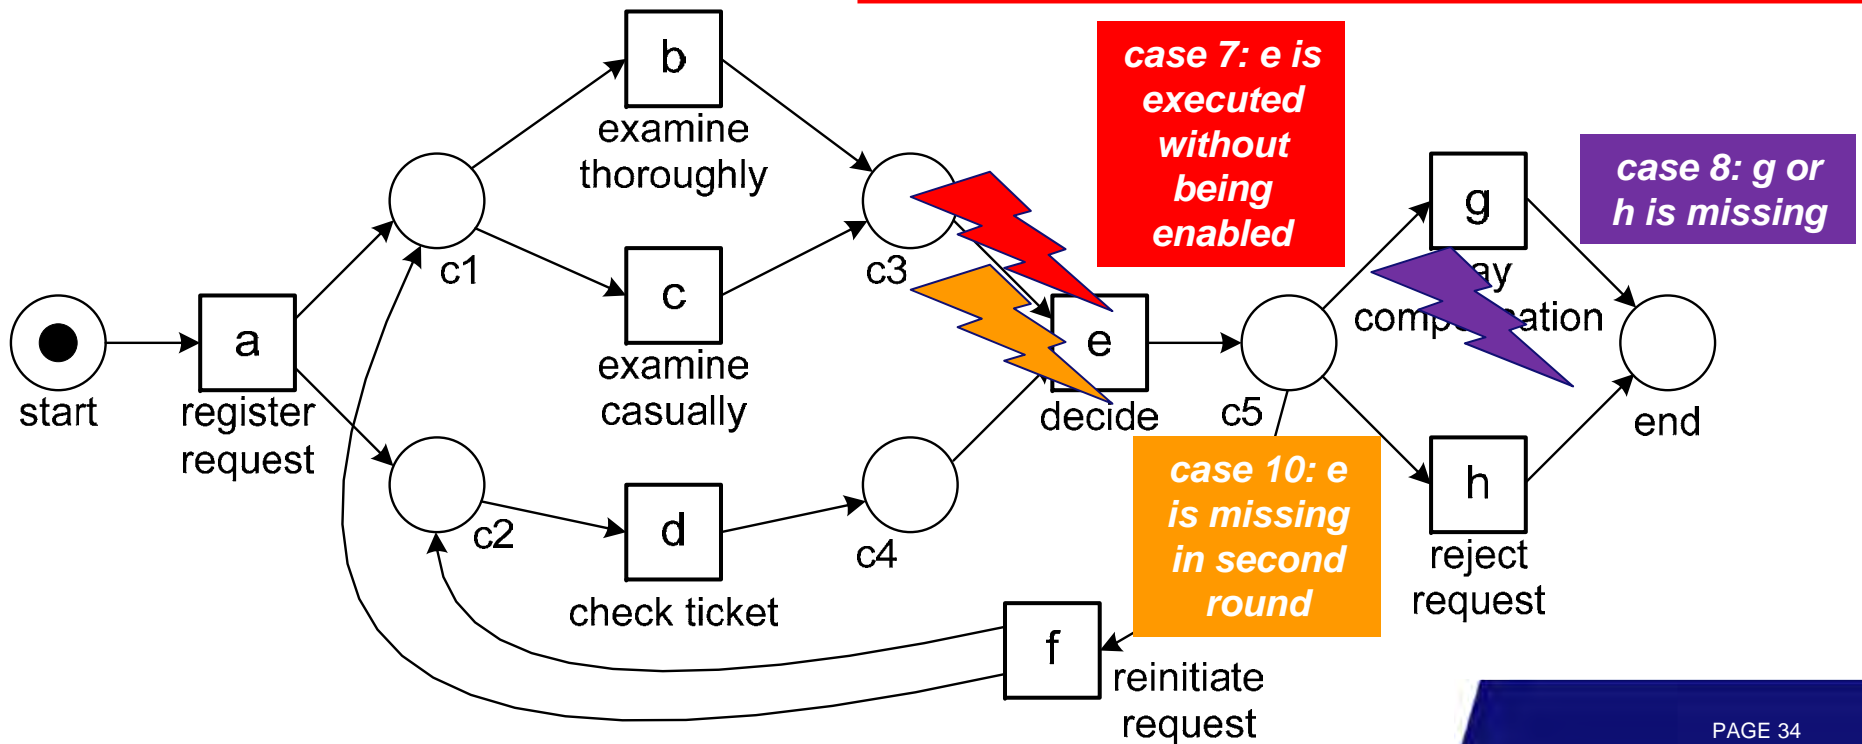 b
examine
thoroughly
case 7: e is
executed
without
being
enabled
g
case 8: g or
h is missing
c1
c3
c
ay
compensation
a
e
start
register
request
examine
casually
decide
c5
end
c2
d
c4
case 10: e
is missing
in second
round
h
reject
request
check ticket
f
reinitiate
request
PAGE 34